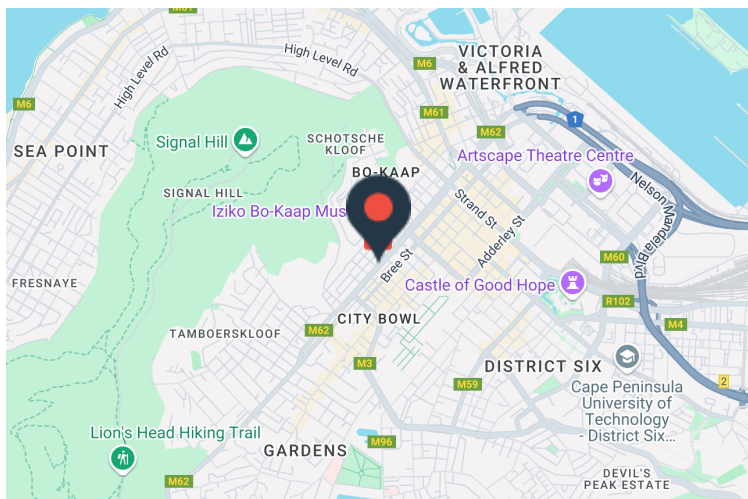 M61
VICTORIA
& ALFRED
WATERFRONT
High Level Rd
High Level Rd
M6
M6
M61
1
M62
Signal Hill
SCHOTSCHE
KLOOF
SEA POINT
Artscape Theatre Centre
BO-KAAP
SIGNAL HILL
Iziko Bo-Kaap Mus
Strand St
Nelson Mandela Blvd
Adderley St
Bree St
M60
FRESNAYE
Castle of Good Hope
R102
CITY BOWL
M4
TAMBOERSKLOOF
M62
M3
DISTRICT SIX
2
M59
Cape Peninsula
University of
Technology
- District Six...
Lion's Head Hiking Trail
M96
GARDENS
M62
DEVIL'S
PEAK ESTATE